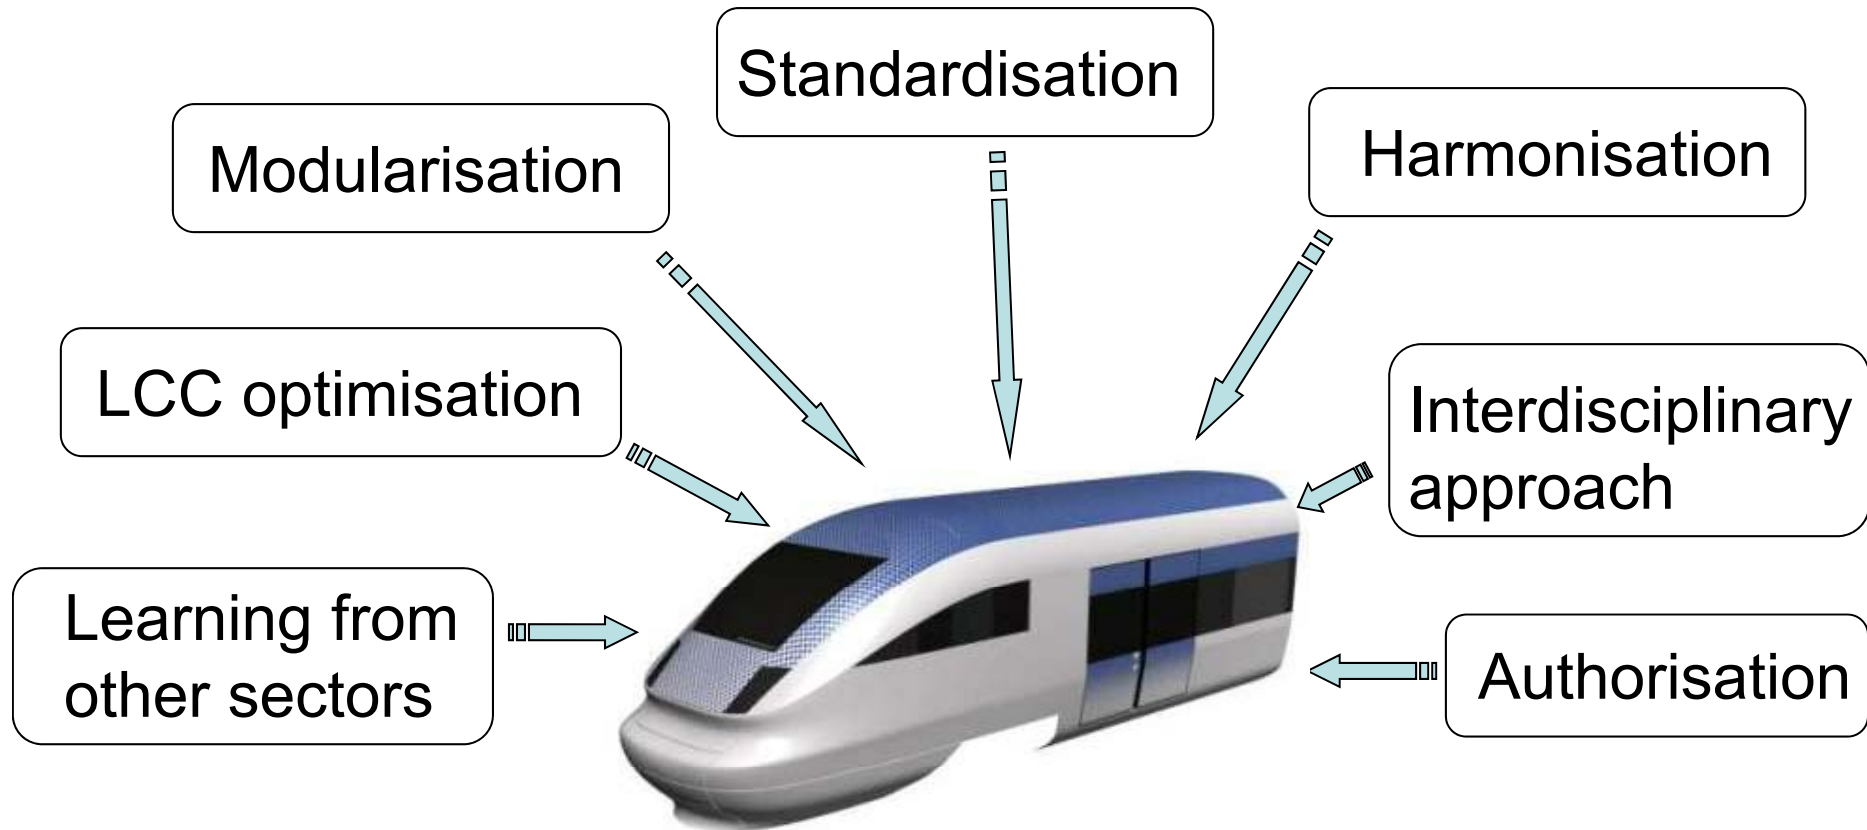 Standardisation
Modularisation
Harmonisation
LCC optimisation
Interdisciplinary
approach
Learning from
other sectors
Authorisation